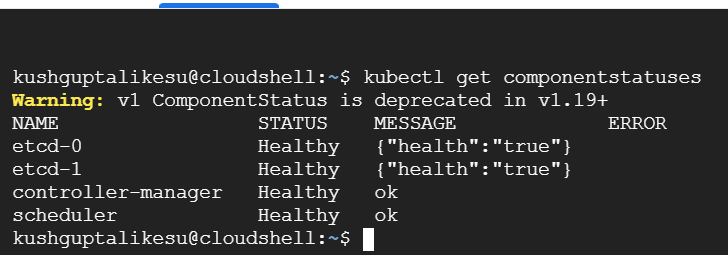 kushguptalikesu@cloudshell:~$ kubectl get componentstatuses
Warning: v1 ComponentStatus is deprecated in v1.19+
NAME STATUS MESSAGE ERROR
etcd-0 Healthy {"health":"true"}
etcd-1 Healthy {"health":"true"}
controller-manager Healthy ok
scheduler Healthy ok
kushguptalikesu@cloudshell:~$